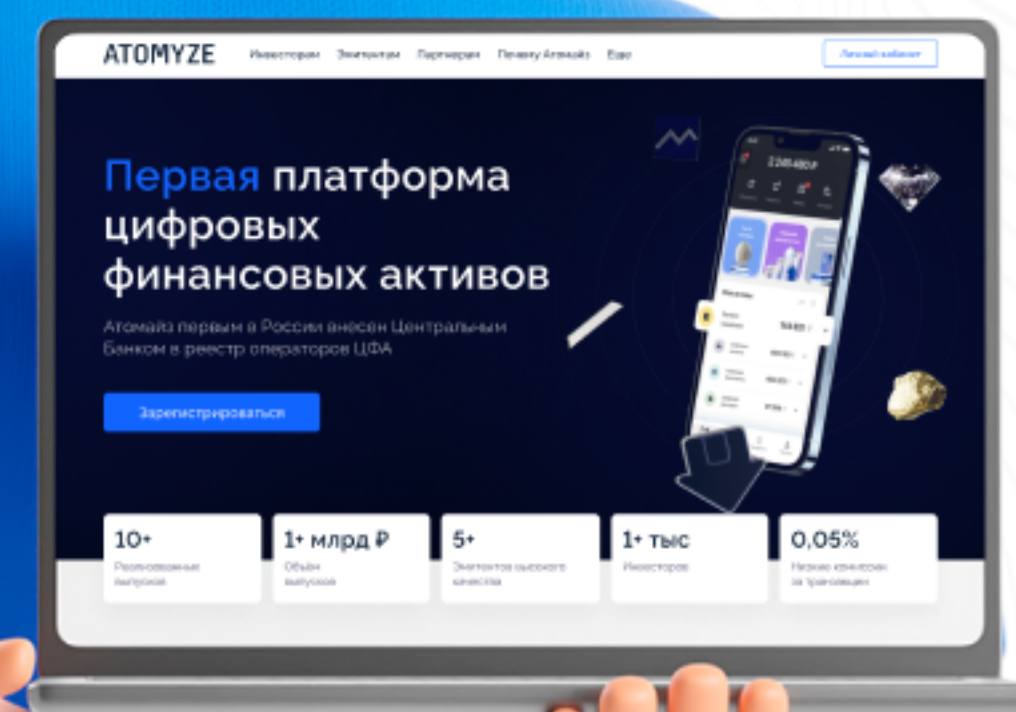 ATOMYZE
Инвесторам Эмитентам Партнерам Почему Атомайз Еще
Личный кабинет
Первая платформа
цифровых
финансовых активов
Атомайз первым в России внесен Центральным
Банком в реестр операторов ЦФА
Зарегистрироваться
10+
Реализованные
выпусков
1+ млрд ₽
Объём
выпусков
5+
Эмитентов высокого
качества
1+ тыс
Инвесторов
0,05%
Низкие комиссии
за транзакции